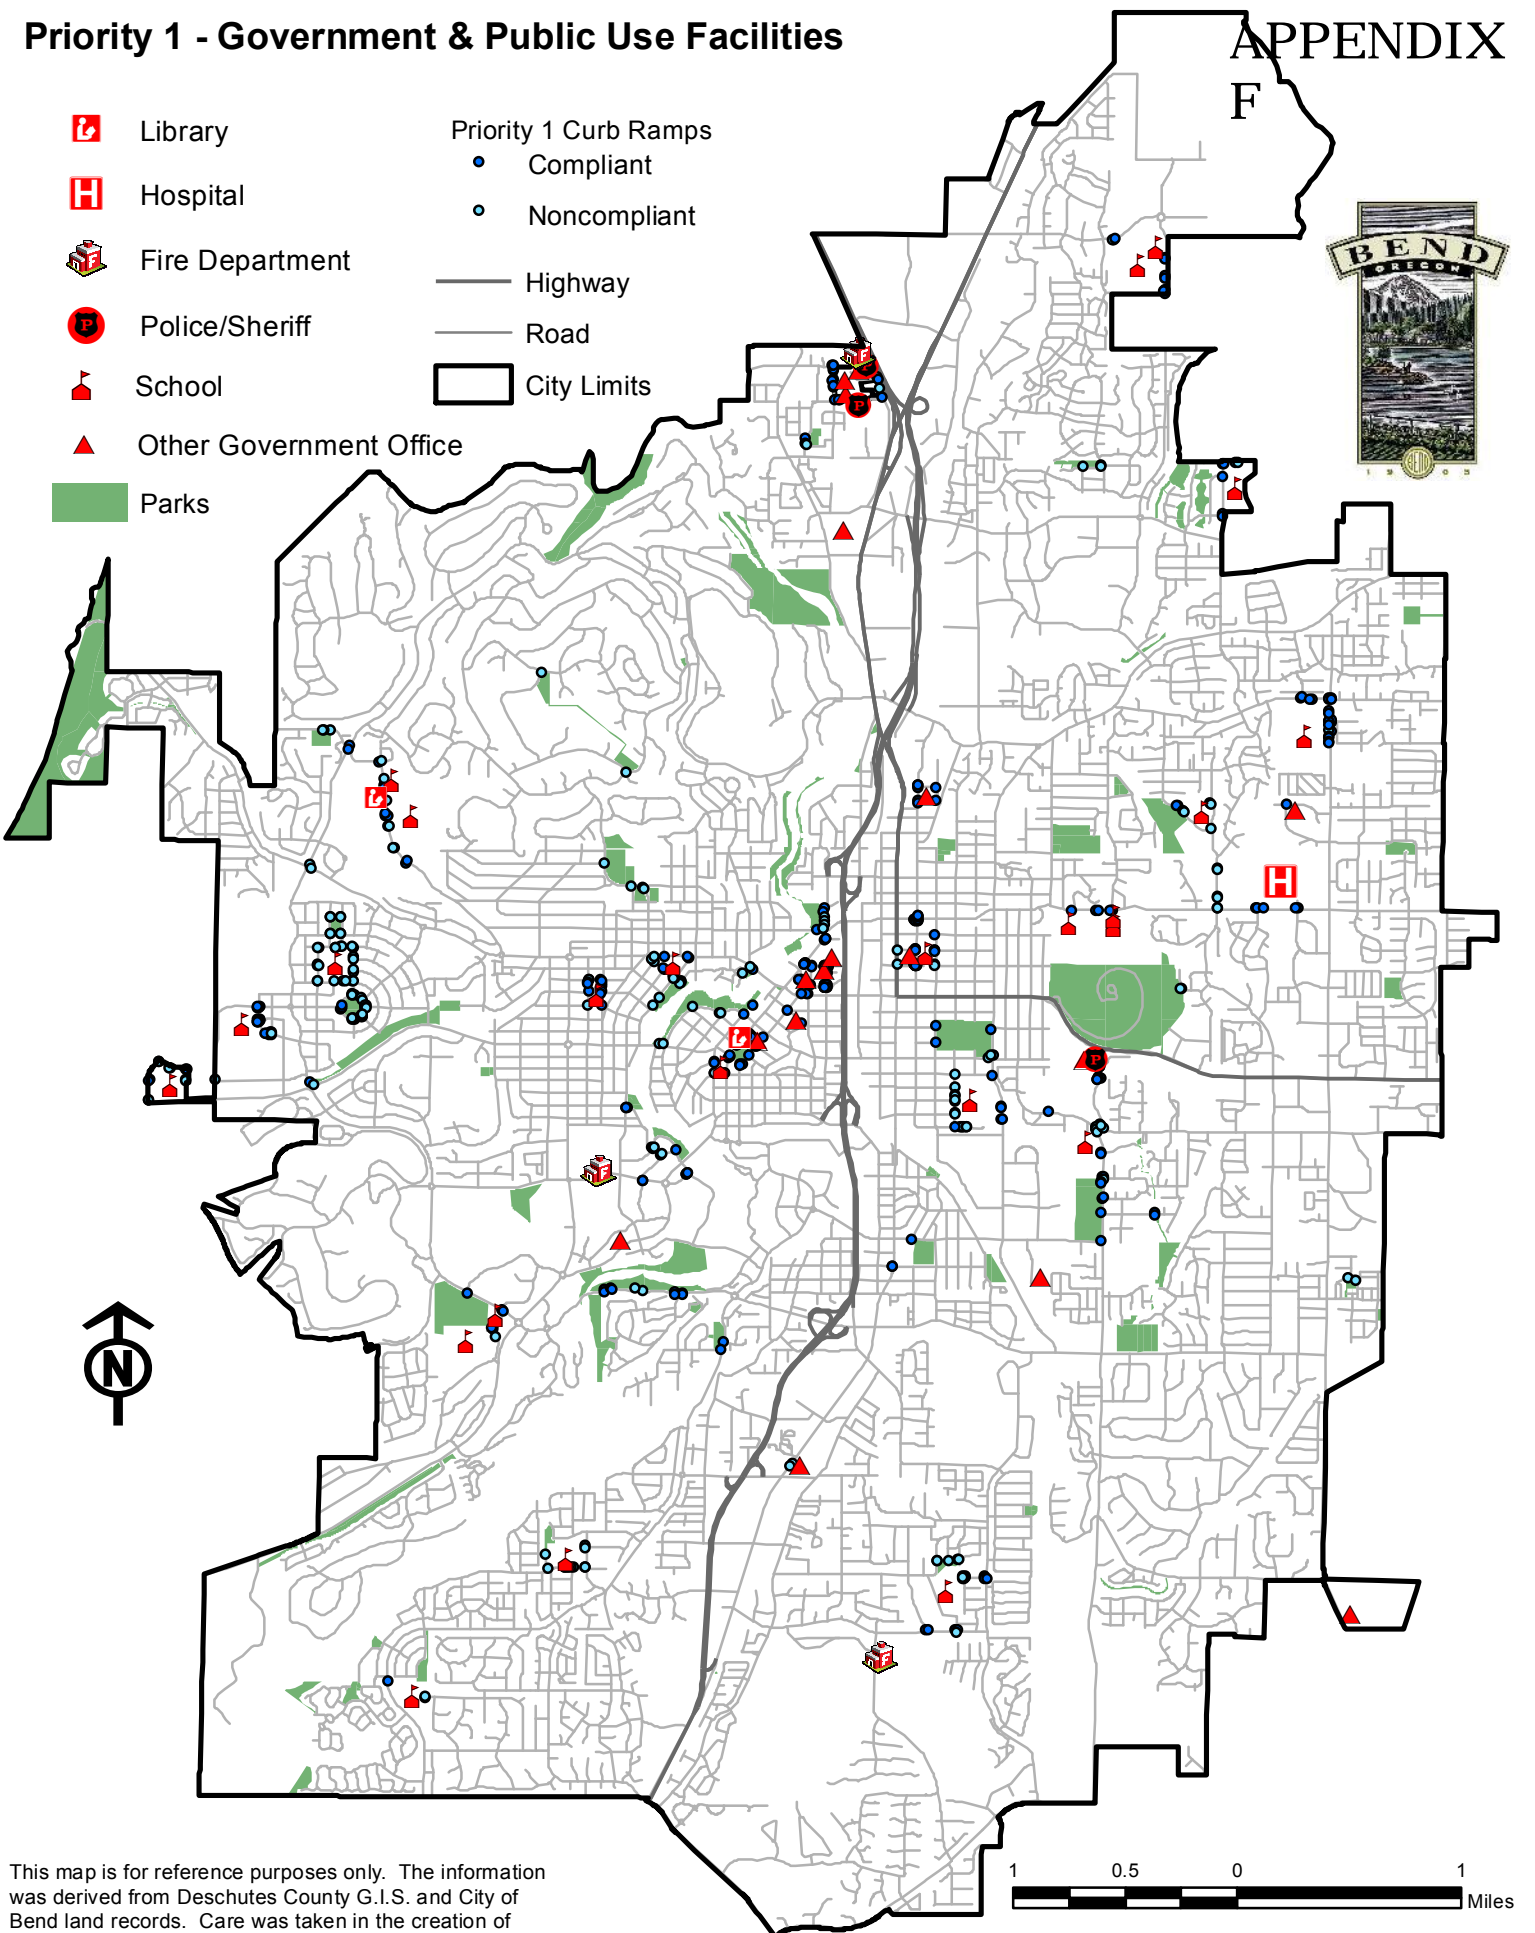 Priority 1 - Government & Public Use Facilities
APPENDIX
F
Library
Hospital
Fire Department
Police/Sheriff
School
Other Government Office
Parks
Priority 1 Curb Ramps
Compliant
Noncompliant
Highway
Road
City Limits
BEND
OREGON
1905
H
P
F
N
This map is for reference purposes only. The information
was derived from Deschutes County G.I.S. and City of
Bend land records. Care was taken in the creation of
1 0.5 0 1
Miles